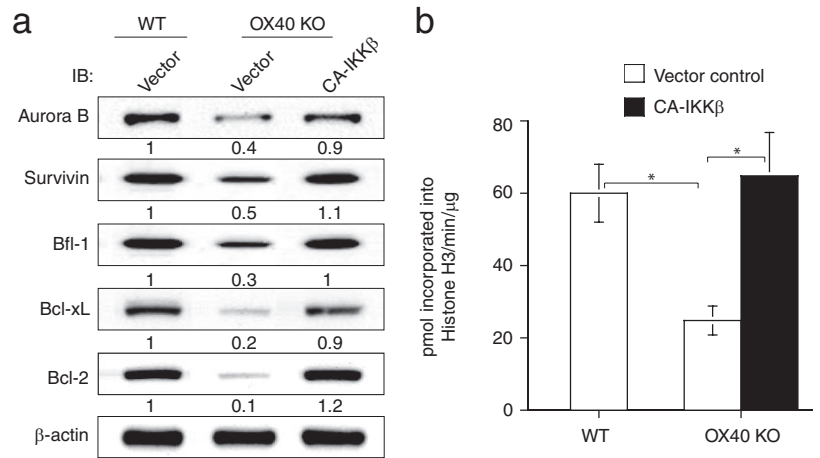 a
WT
OX40 KO
IB:
Vector
Vector
CA-IKKβ
Aurora B
1 0.4 0.9
Survivin
1 0.5 1.1
Bfl-1
1 0.3 1
Bcl-xL
1 0.2 0.9
Bcl-2
1 0.1 1.2
β-actin
b
Vector control
CA-IKKβ
pmol incorporated into
Histone H3/min/μg
80
60
40
20
0
*
*
WT
OX40 KO